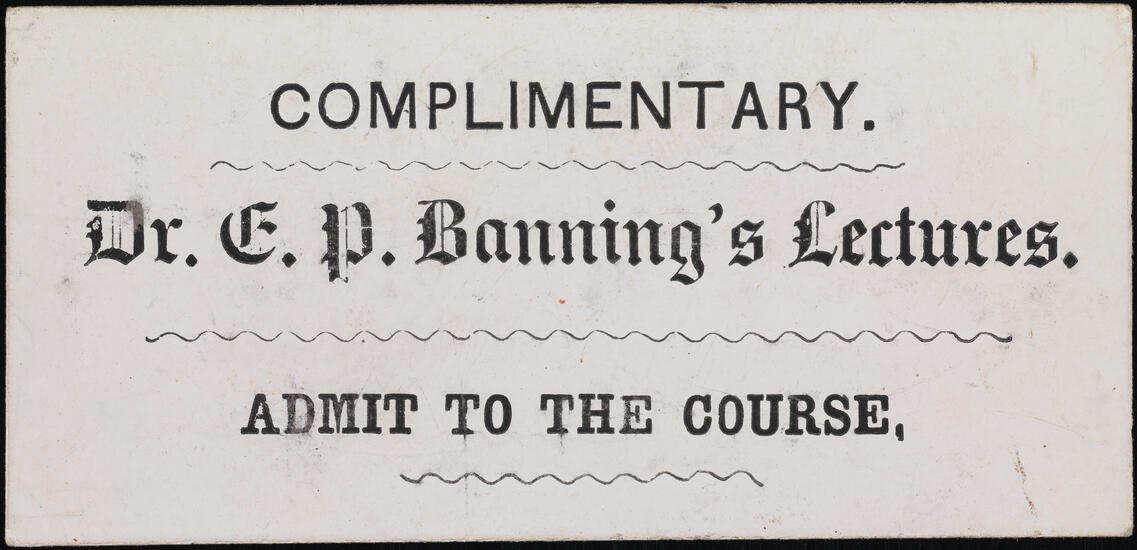 COMPLIMENTARY.
Dr. E. P. Banning's Lectures.
ADMIT TO THE COURSE,